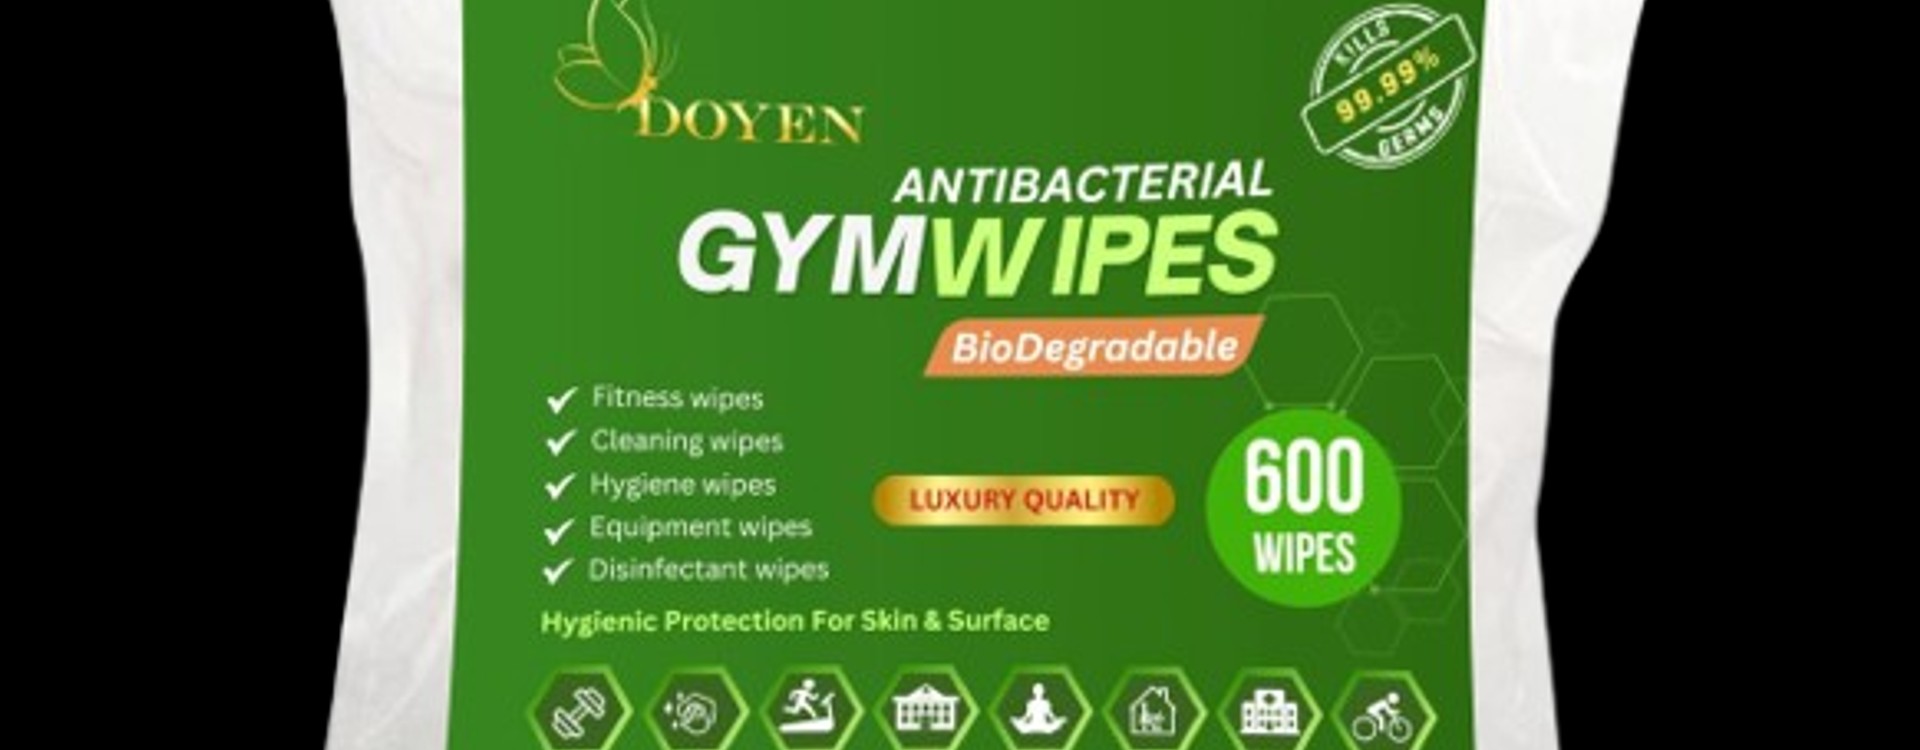 DOYEN
KILLS
99.99%
GERMS
ANTIBACTERIAL
GYMWIPES
BioDegradable
Fitness wipes
Cleaning wipes
Hygiene wipes
Equipment wipes
Disinfectant wipes
LUXURY QUALITY
600
WIPES
Hygienic Protection For Skin & Surface